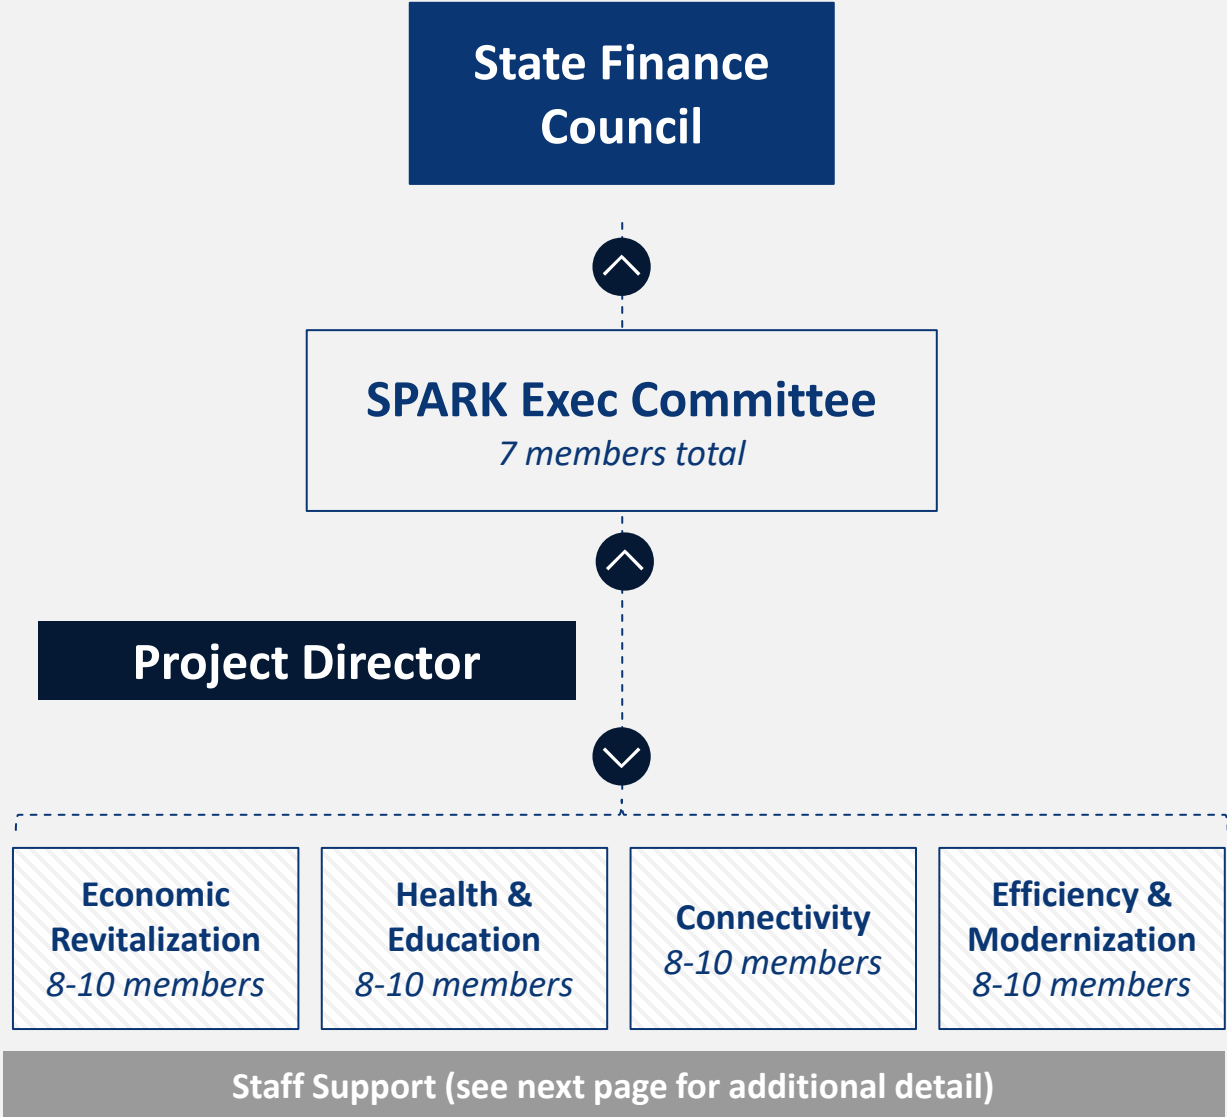 State Finance
Council
SPARK Exec Committee
7 members total
Project Director
Economic
Revitalization
8-10 members
Health &
Education
8-10 members
Connectivity
8-10 members
Efficiency &
Modernization
8-10 members
Staff Support (see next page for additional detail)